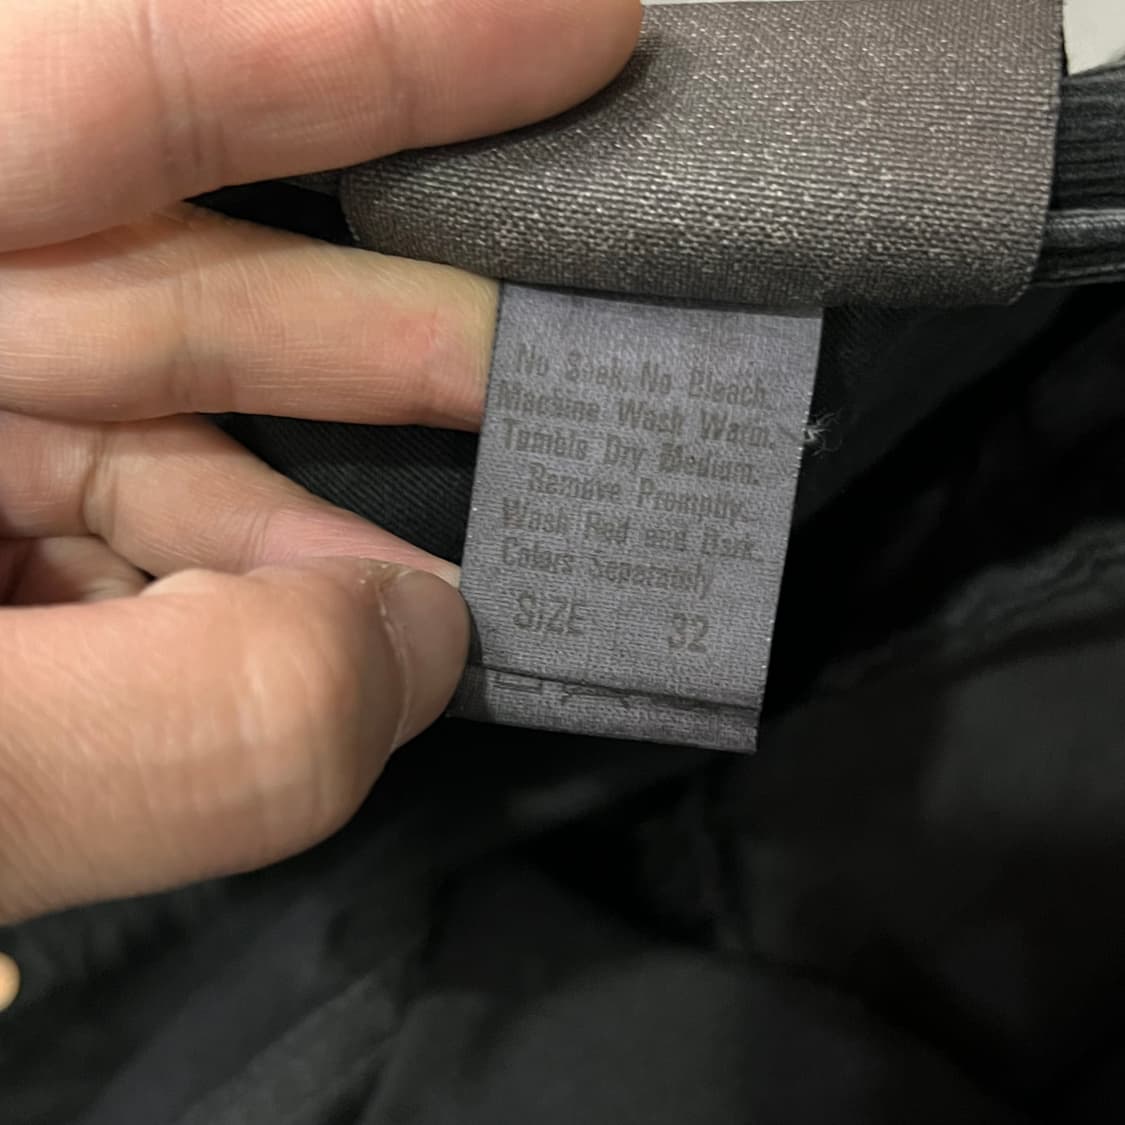 No Soak, No Bleach.
Machine Wash Warm.
Tumble Dry Medium.
Remove Promptly.
Wash Red and Dark
Colors Separately
SIZE 32